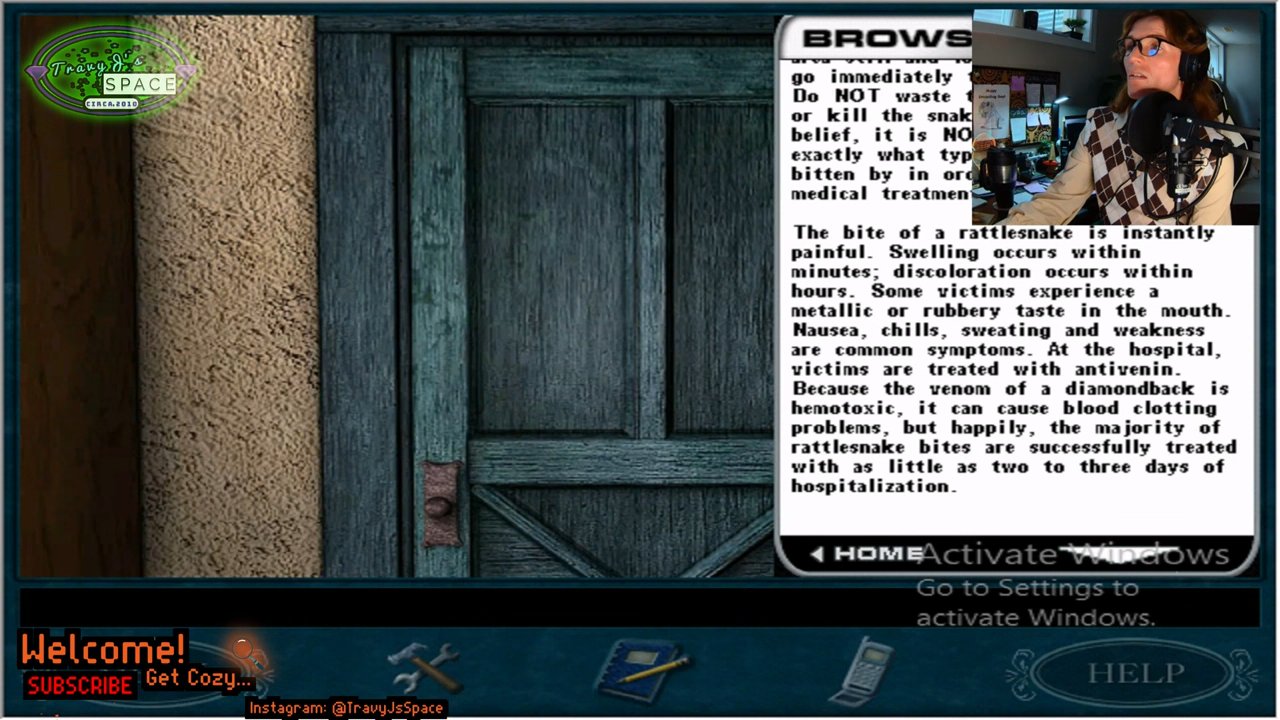 Travy J's
SPACE
CIRCA.2010
BROWS
go immediately
Do NOT waste
or kill the snak
belief, it is NO
exactly what typ
bitten by in
medical treatmen
The bite of a rattlesnake is instantly
painful. Swelling occurs within
minutes; discoloration occurs within
hours. Some victims experience a
metallic or rubbery taste in the mouth.
Nausea, chills, sweating and weakness
are common symptoms. At the hospital,
victims are treated with antivenin.
Because the venom of a diamondback is
hemotoxic, it can cause blood clotting
problems, but happily, the majority of
rattlesnake bites are successfully treated
with as little as two to three days of
hospitalization.
HOME
Activate Windows
Go to Settings to
activate Windows.
Welcome!
SUBSCRIBE
Get Cozy...
Instagram: @TravyJsSpace
HELP